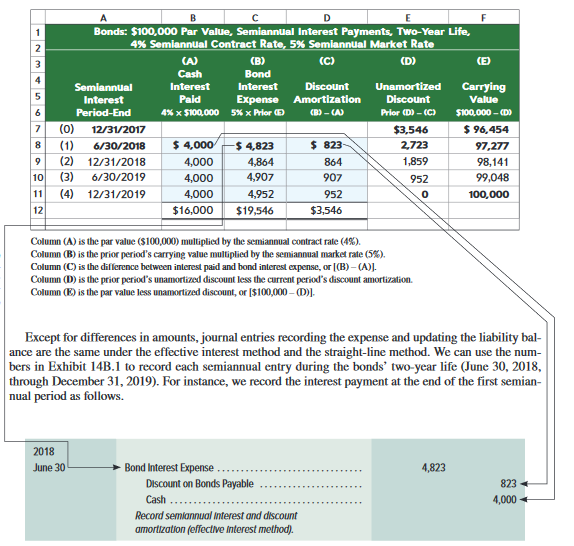 A B C D E F
1 Bonds: $100,000 Par Value, Semiannual Interest Payments, Two-Year Life,
2 4% Semiannual Contract Rate, 5% Semiannual Market Rate
3 (A) (B) (C) (D) (E)
4 Cash Bond
5 Semiannual Interest Interest Discount Unamortized Carrying
Interest Paid Expense Amortization Discount Value
6 Period-End 4% x $100,000 5% x Prior (E) (B) – (A) Prior (D) – (C) $100,000 – (D)
7 (0) 12/31/2017 $3,546 $ 96,454
8 (1) 6/30/2018 $ 4,000 $ 4,823 $ 823 2,723 97,277
9 (2) 12/31/2018 4,000 4,864 864 1,859 98,141
10 (3) 6/30/2019 4,000 4,907 907 952 99,048
11 (4) 12/31/2019 4,000 4,952 952 0 100,000
12 $16,000 $19,546 $3,546
Column (A) is the par value ($100,000) multiplied by the semiannual contract rate (4%).
Column (B) is the prior period's carrying value multiplied by the semiannual market rate (5%).
Column (C) is the difference between interest paid and bond interest expense, or [(B) – (A)].
Column (D) is the prior period's unamortized discount less the current period's discount amortization.
Column (E) is the par value less unamortized discount, or [$100,000 – (D)].
Except for differences in amounts, journal entries recording the expense and updating the liability bal-
ance are the same under the effective interest method and the straight-line method. We can use the num-
bers in Exhibit 14B.1 to record each semiannual entry during the bonds' two-year life (June 30, 2018,
through December 31, 2019). For instance, we record the interest payment at the end of the first semian-
nual period as follows.
2018
June 30 Bond Interest Expense .................................. 4,823
Discount on Bonds Payable ........................ 823
Cash ............................................ 4,000
Record semiannual interest and discount
amortization (effective interest method).